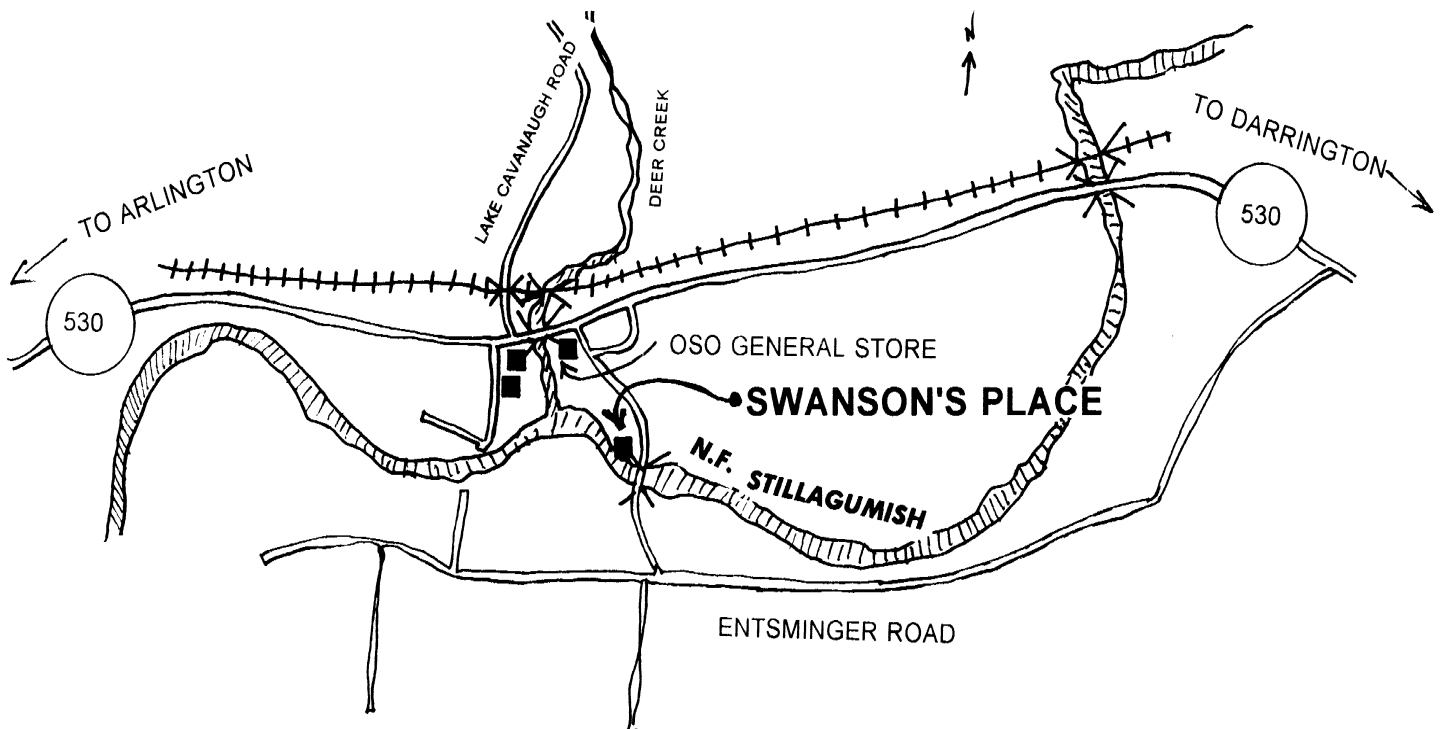 N
LAKE CAVANAUGH ROAD
DEER CREEK
TO DARRINGTON
TO ARLINGTON
530
530
OSO GENERAL STORE
SWANSON'S PLACE
N.F. STILLAGUMISH
ENTSMINGER ROAD